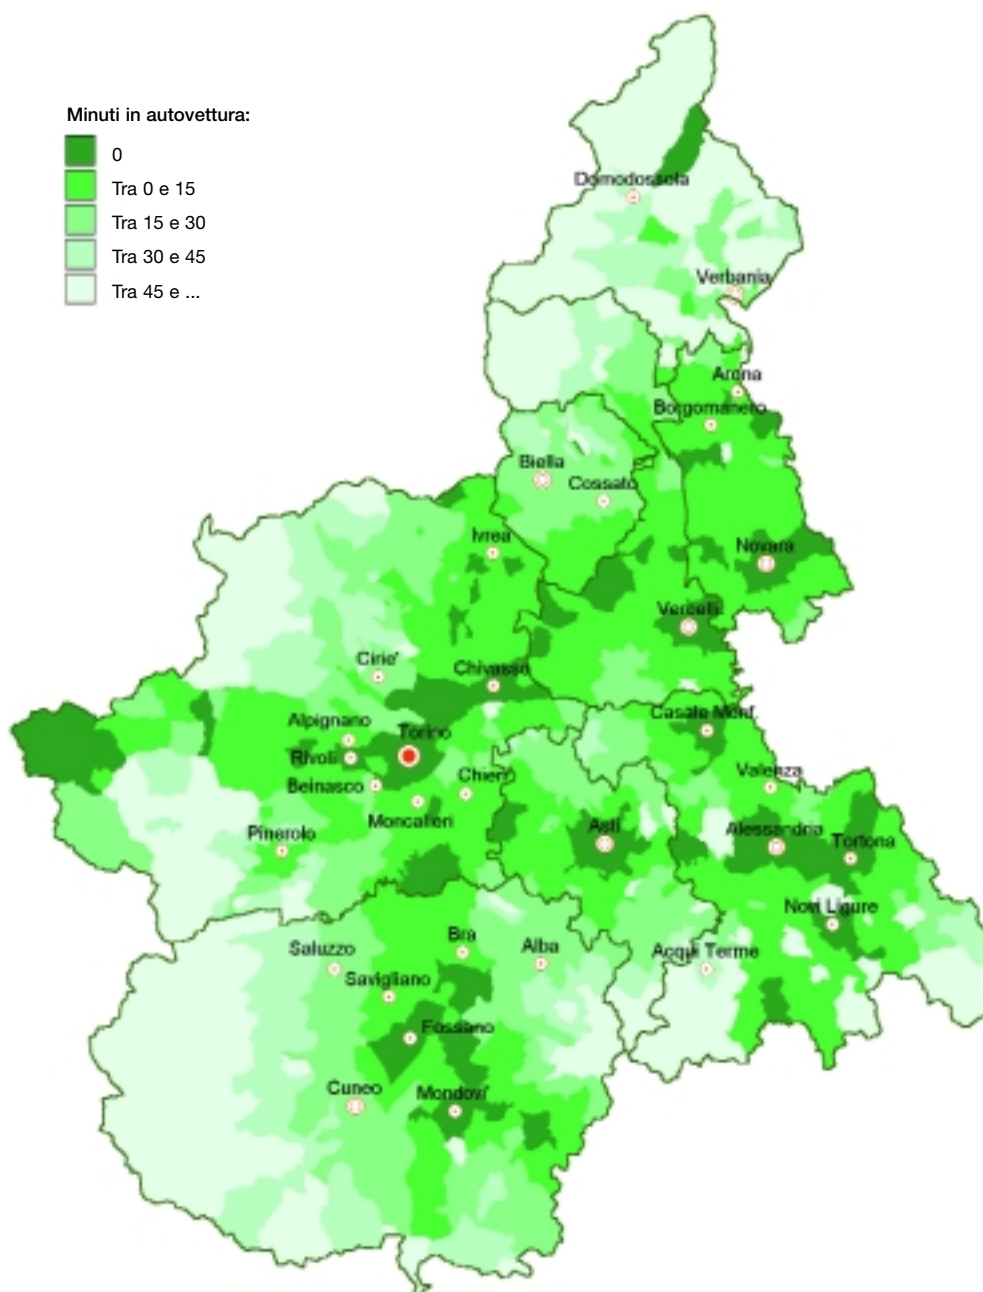 Minuti in autovettura:
0
Tra 0 e 15
Tra 15 e 30
Tra 30 e 45
Tra 45 e ...
Domodossola
Verbania
Arona
Borgomanero
Biella
Cossato
Ivrea
Novara
Vercelli
Cirie'
Chivasso
Alpignano
Torino
Casale Monf.
Rivoli
Beinasco
Chieri
Valenza
Moncalieri
Pinerolo
Asti
Alessandria
Tortona
Novi Ligure
Bra
Saluzzo
Alba
Acqui Terme
Savigliano
Fossano
Cuneo
Mondovi'